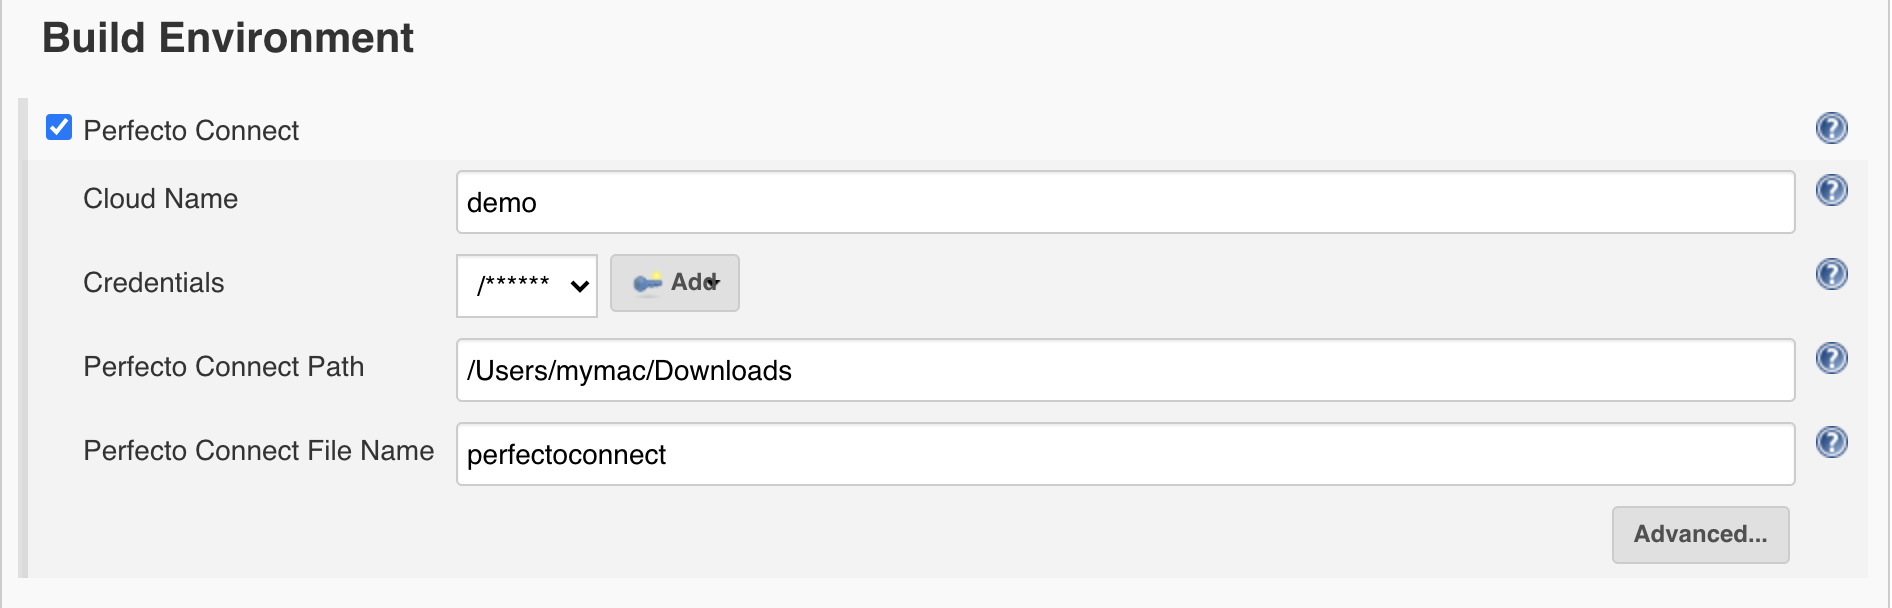 Build Environment
Perfecto Connect ?
Cloud Name demo ?
Credentials /****** Add ?
Perfecto Connect Path /Users/mymac/Downloads ?
Perfecto Connect File Name perfectoconnect ?
Advanced...